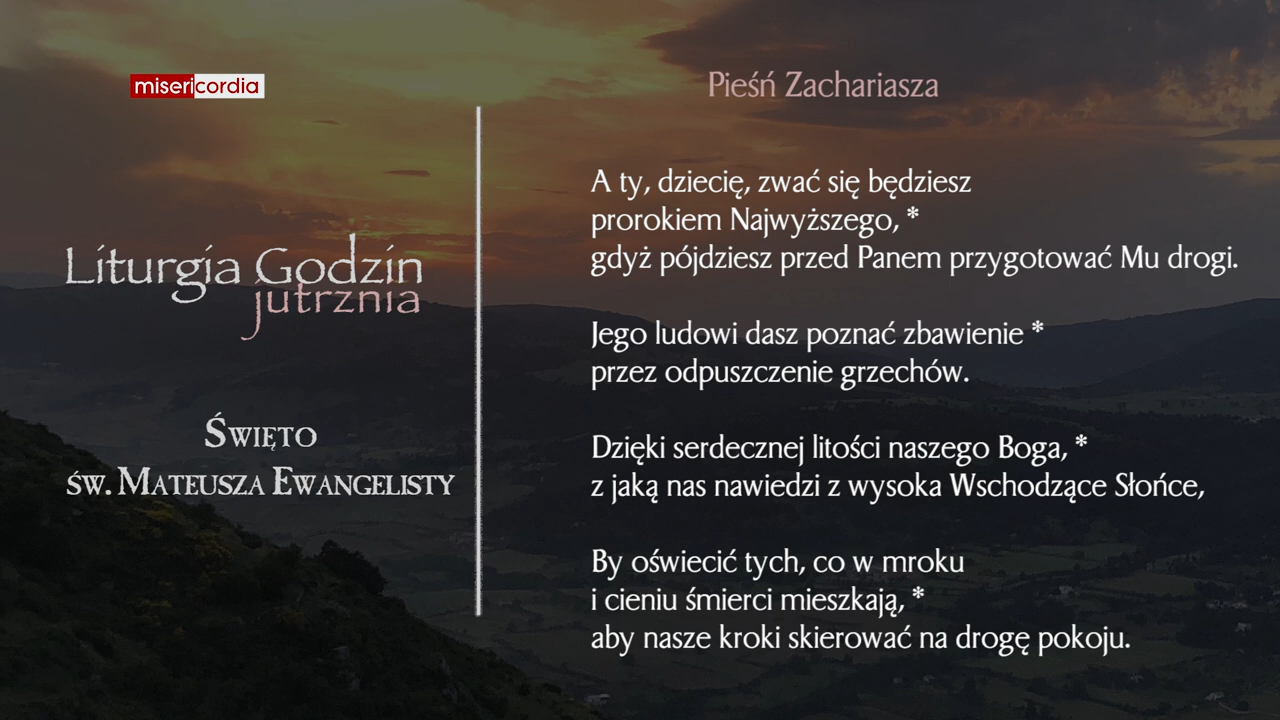 misericordia
Liturgia Godzin
jutrznia
Święto
św. Mateusza Ewangelisty
Pieśń Zachariasza
A ty, dziecię, zwać się będziesz
prorokiem Najwyższego, *
gdyż pójdziesz przed Panem przygotować Mu drogi.
Jego ludowi dasz poznać zbawienie *
przez odpuszczenie grzechów.
Dzięki serdecznej litości naszego Boga, *
z jaką nas nawiedzi z wysoka Wschodzące Słońce,
By oświecić tych, co w mroku
i cieniu śmierci mieszkają, *
aby nasze kroki skierować na drogę pokoju.